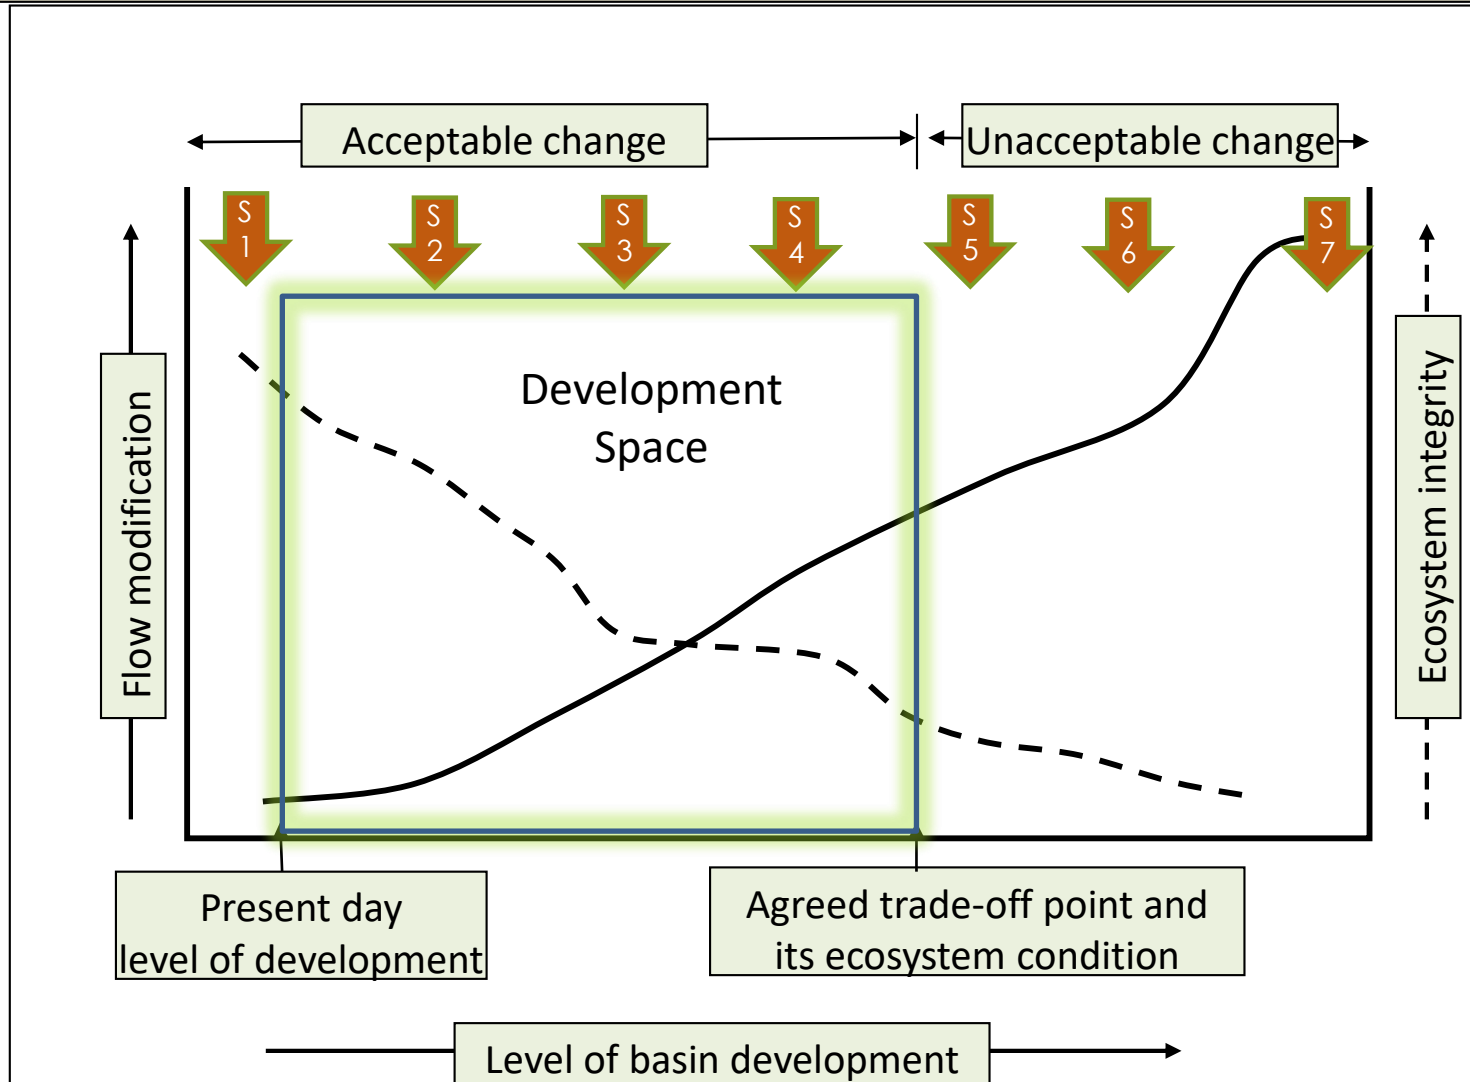 Acceptable change
Unacceptable change
S
1
S
2
S
3
S
4
S
5
S
6
S
7
Development
Space
Flow modification
Ecosystem integrity
Present day
level of development
Agreed trade-off point and
its ecosystem condition
Level of basin development